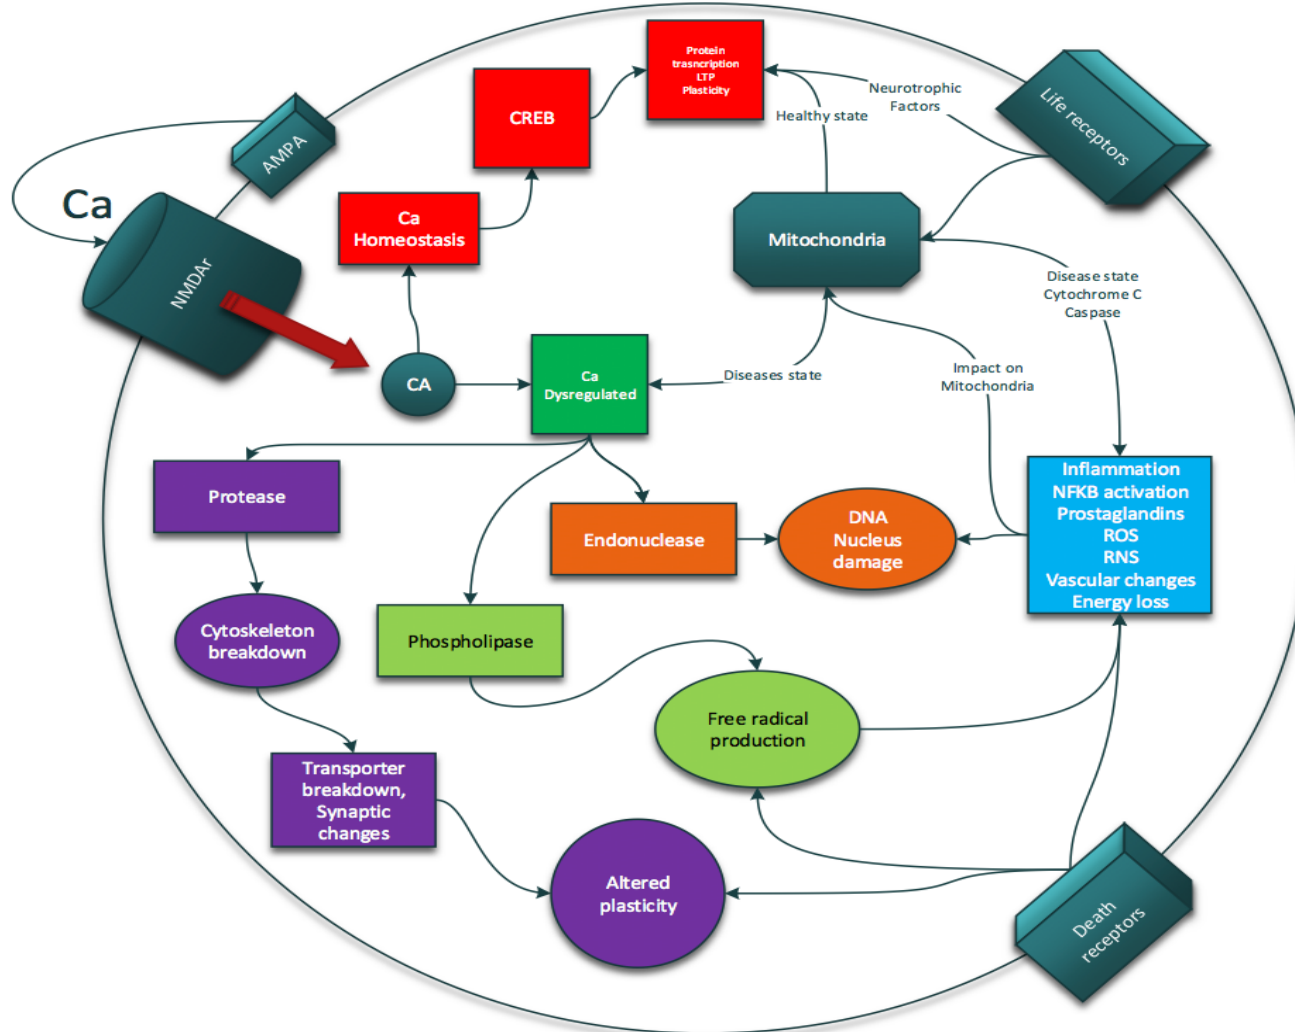 Protein
trasncription
LTP
Plasticity
Neurotrophic
Factors
Life receptors
CREB
Healthy state
AMPA
Ca
NMDAr
Ca
Homeostasis
Mitochondria
Disease state
Cytochrome C
Caspase
CA
Ca
Dysregulated
Diseases state
Impact on
Mitochondria
Protease
Endonuclease
DNA
Nucleus
damage
Inflammation
NFKB activation
Prostaglandins
ROS
RNS
Vascular changes
Energy loss
Cytoskeleton
breakdown
Phospholipase
Free radical
production
Transporter
breakdown,
Synaptic
changes
Altered
plasticity
Death
receptors